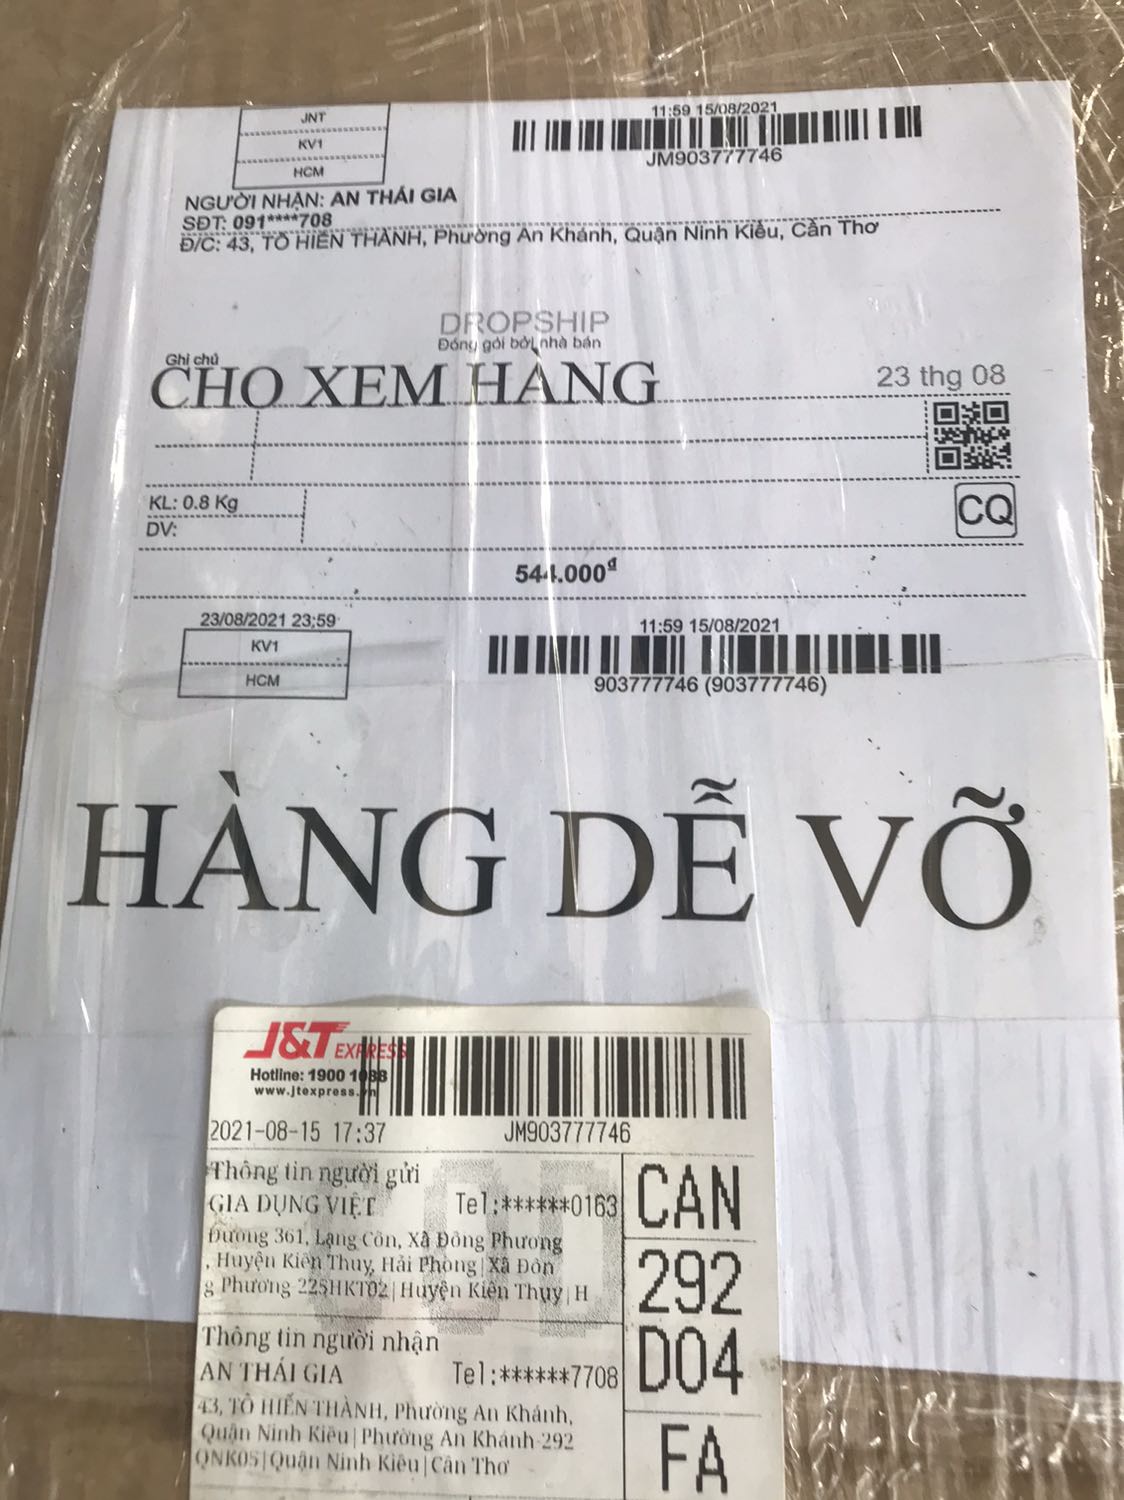 JNT
KV1
HCM
11:59 15/08/2021
JM903777746
NGƯỜI NHẬN: AN THÁI GIA
SĐT: 091****708
Đ/C: 43, TÔ HIẾN THÀNH, Phường An Khánh, Quận Ninh Kiều, Cần Thơ
DROPSHIP
Đóng gói bởi nhà bán
Ghi chú
CHO XEM HÀNG
23 thg 08
KL: 0.8 Kg
DV:
CQ
544.000đ
23/08/2021 23:59
KV1
HCM
11:59 15/08/2021
903777746 (903777746)
HÀNG DỄ VỠ
J&T EXPRESS
Hotline: 1900 1088
www.jtexpress.vn
2021-08-15 17:37
JM903777746
Thông tin người gửi
GIA DỤNG VIỆT Tel:******0163
Đường 361, Lạng Côn, Xã Đông Phương
, Huyện Kiến Thuỵ, Hải Phòng|Xã Đôn
g Phương-225HKT02|Huyện Kiến Thuỵ|H
Thông tin người nhận
AN THÁI GIA Tel:******7708
43, TÔ HIẾN THÀNH, Phường An Khánh,
Quận Ninh Kiều|Phường An Khánh-292
QNK05|Quận Ninh Kiều|Cần Thơ
CAN
292
D04
FA